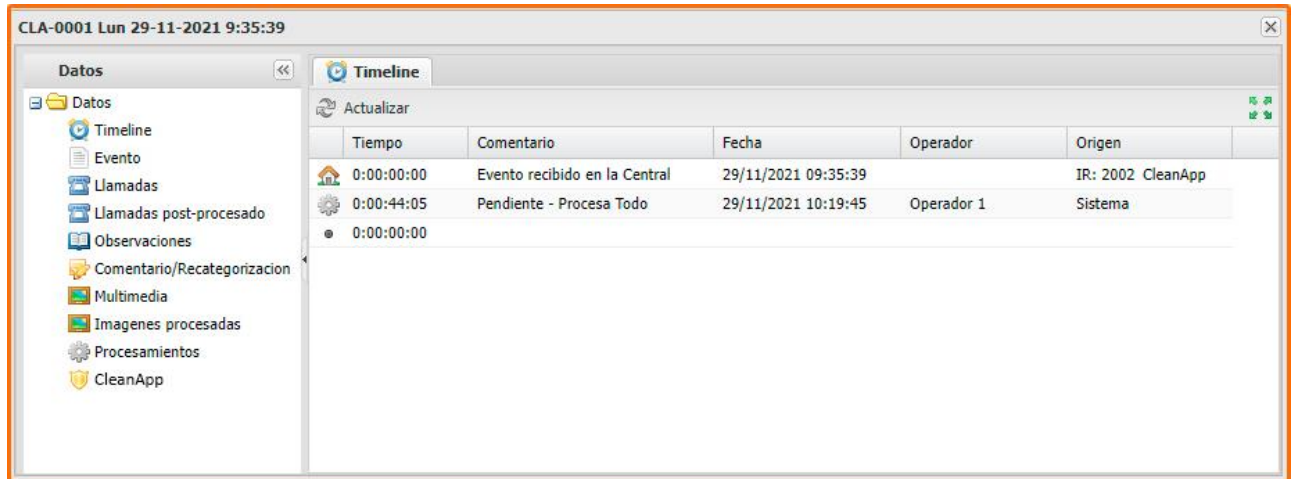 CLA-0001 Lun 29-11-2021 9:35:39
Datos
Datos
Timeline
Evento
Llamadas
Llamadas post-procesado
Observaciones
Comentario/Recategorizacion
Multimedia
Imagenes procesadas
Procesamientos
CleanApp
Timeline
Actualizar
Tiempo Comentario Fecha Operador Origen
0:00:00:00 Evento recibido en la Central 29/11/2021 09:35:39 IR: 2002 CleanApp
0:00:44:05 Pendiente - Procesa Todo 29/11/2021 10:19:45 Operador 1 Sistema
0:00:00:00